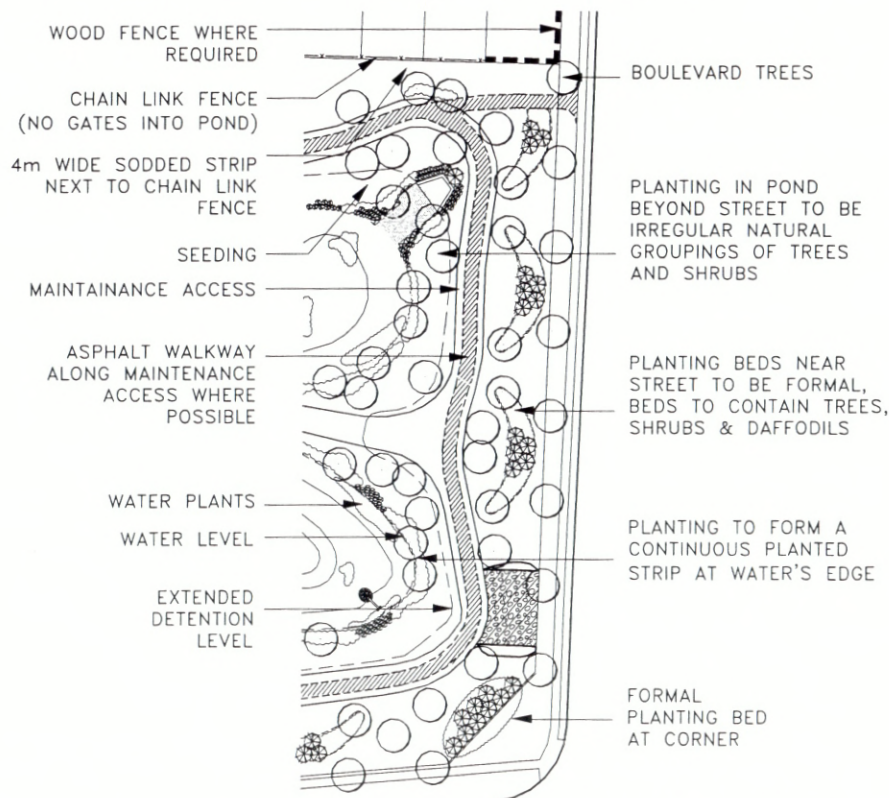 WOOD FENCE WHERE
REQUIRED
CHAIN LINK FENCE
(NO GATES INTO POND)
4m WIDE SODDED STRIP
NEXT TO CHAIN LINK
FENCE
SEEDING
MAINTAINANCE ACCESS
ASPHALT WALKWAY
ALONG MAINTENANCE
ACCESS WHERE
POSSIBLE
WATER PLANTS
WATER LEVEL
EXTENDED
DETENTION
LEVEL
BOULEVARD TREES
PLANTING IN POND
BEYOND STREET TO BE
IRREGULAR NATURAL
GROUPINGS OF TREES
AND SHRUBS
PLANTING BEDS NEAR
STREET TO BE FORMAL,
BEDS TO CONTAIN TREES,
SHRUBS & DAFFODILS
PLANTING TO FORM A
CONTINUOUS PLANTED
STRIP AT WATER'S EDGE
FORMAL
PLANTING BED
AT CORNER